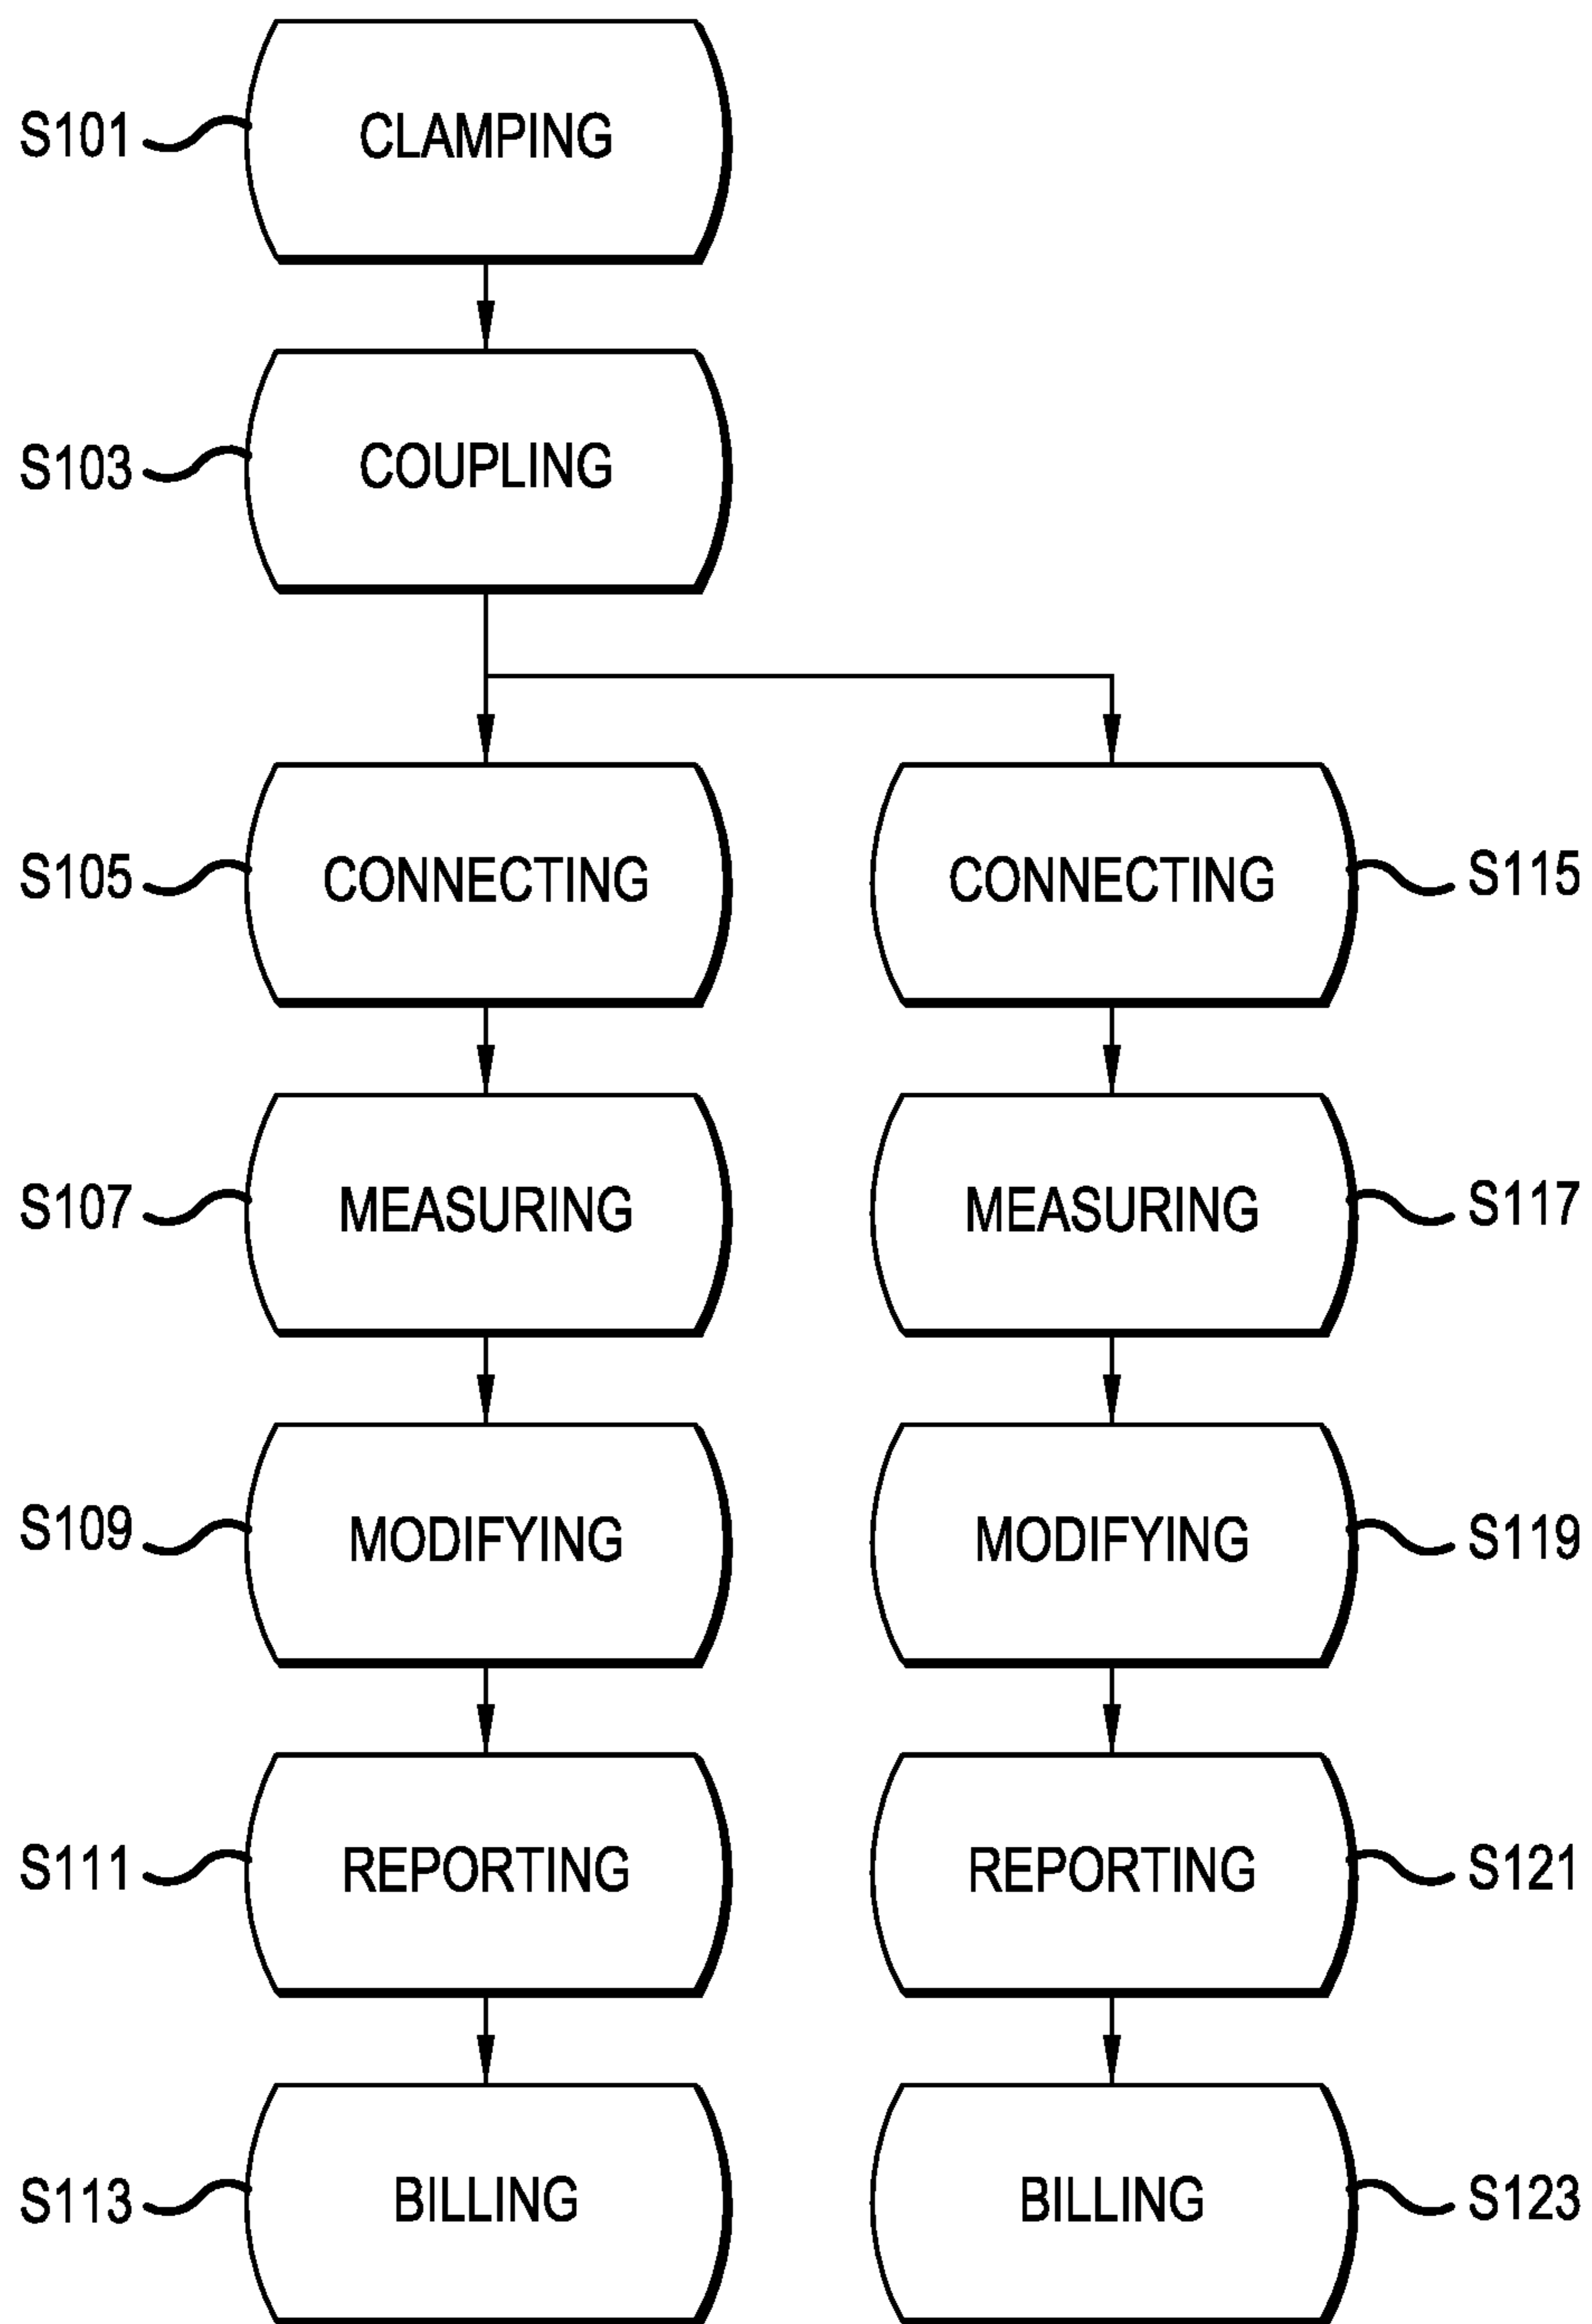 S101 CLAMPING
S103 COUPLING
S105 CONNECTING CONNECTING S115
S107 MEASURING MEASURING S117
S109 MODIFYING MODIFYING S119
S111 REPORTING REPORTING S121
S113 BILLING BILLING S123